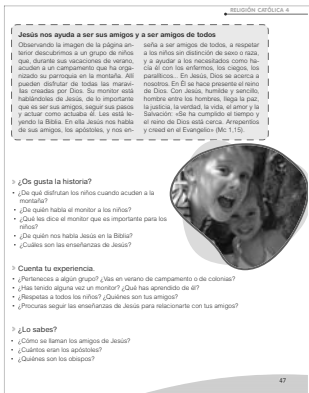 RELIGIÓN CATÓLICA 4
Jesús nos ayuda a ser sus amigos y a ser amigos de todos
Observando la imagen de la página an-
terior descubrimos a un grupo de niños
que, durante sus vacaciones de verano,
acuden a un campamento que ha orga-
nizado su parroquia en la montaña. Allí
pueden disfrutar de todas las maravi-
llas creadas por Dios. Su monitor está
hablándoles de Jesús, de lo importante
que es ser sus amigos, seguir sus pasos
y actuar como actuaba él. Les está le-
yendo la Biblia. En ella Jesús nos habla
de sus amigos, los apóstoles, y nos en-
seña a ser amigos de todos, a respetar
a los niños sin distinción de sexo o raza,
y a ayudar a los necesitados como ha-
cía él con los enfermos, los ciegos, los
paralíticos... En Jesús, Dios se acerca a
nosotros. En Él se hace presente el reino
de Dios. Con Jesús, humilde y sencillo,
hombre entre los hombres, llega la paz,
la justicia, la verdad, la vida, el amor y la
Salvación: «Se ha cumplido el tiempo y
el reino de Dios está cerca. Arrepentíos
y creed en el Evangelio» (Mc 1,15).
» ¿Os gusta la historia?
• ¿De qué disfrutan los niños cuando acuden a la
montaña?
• ¿De quién habla el monitor a los niños?
• ¿Qué les dice el monitor que es importante para los
niños?
• ¿De quién nos habla Jesús en la Biblia?
• ¿Cuáles son las enseñanzas de Jesús?
» Cuenta tu experiencia.
• ¿Perteneces a algún grupo? ¿Vas en verano de campamento o de colonias?
• ¿Has tenido alguna vez un monitor? ¿Qué has aprendido de él?
• ¿Respetas a todos los niños? ¿Quiénes son tus amigos?
• ¿Procuras seguir las enseñanzas de Jesús para relacionarte con tus amigos?
» ¿Lo sabes?
• ¿Cómo se llaman los amigos de Jesús?
• ¿Cuántos eran los apóstoles?
• ¿Quiénes son los obispos?
47